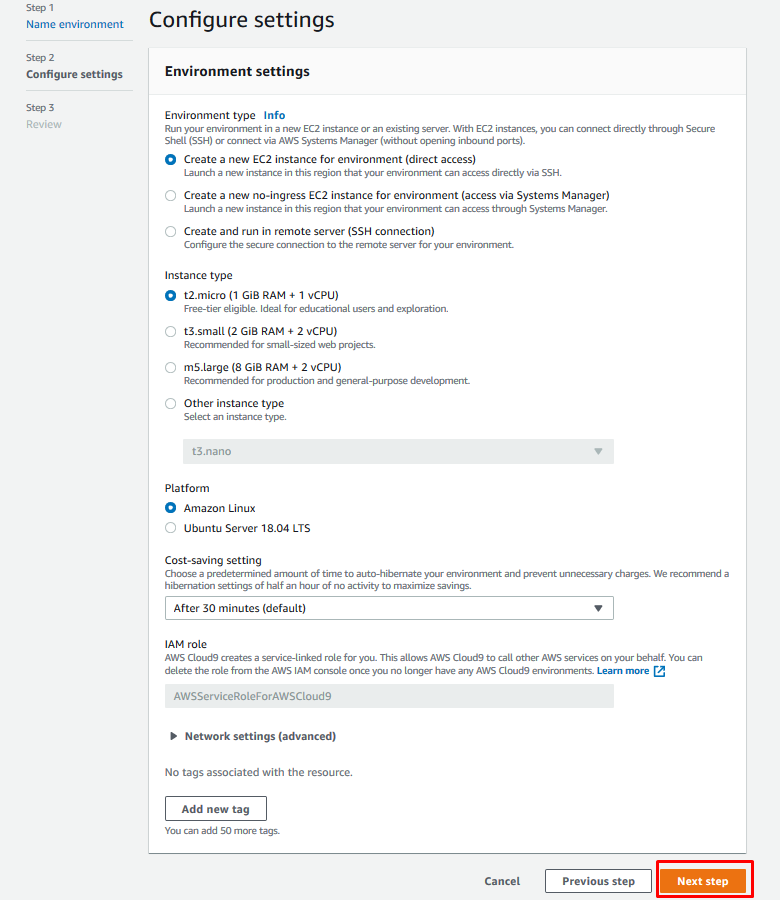 Step 1
Name environment
Step 2
Configure settings
Step 3
Review
Configure settings
Environment settings
Environment type Info
Run your environment in a new EC2 instance or an existing server. With EC2 instances, you can connect directly through Secure
Shell (SSH) or connect via AWS Systems Manager (without opening inbound ports).
Create a new EC2 instance for environment (direct access)
Launch a new instance in this region that your environment can access directly via SSH.
Create a new no-ingress EC2 instance for environment (access via Systems Manager)
Launch a new instance in this region that your environment can access through Systems Manager.
Create and run in remote server (SSH connection)
Configure the secure connection to the remote server for your environment.
Instance type
t2.micro (1 GiB RAM + 1 vCPU)
Free-tier eligible. Ideal for educational users and exploration.
t3.small (2 GiB RAM + 2 vCPU)
Recommended for small-sized web projects.
m5.large (8 GiB RAM + 2 vCPU)
Recommended for production and general-purpose development.
Other instance type
Select an instance type.
t3.nano
Platform
Amazon Linux
Ubuntu Server 18.04 LTS
Cost-saving setting
Choose a predetermined amount of time to auto-hibernate your environment and prevent unnecessary charges. We recommend a
hibernation settings of half an hour of no activity to maximize savings.
After 30 minutes (default)
IAM role
AWS Cloud9 creates a service-linked role for you. This allows AWS Cloud9 to call other AWS services on your behalf. You can
delete the role from the AWS IAM console once you no longer have any AWS Cloud9 environments. Learn more
AWSServiceRoleForAWSCloud9
Network settings (advanced)
No tags associated with the resource.
Add new tag
You can add 50 more tags.
Cancel Previous step Next step